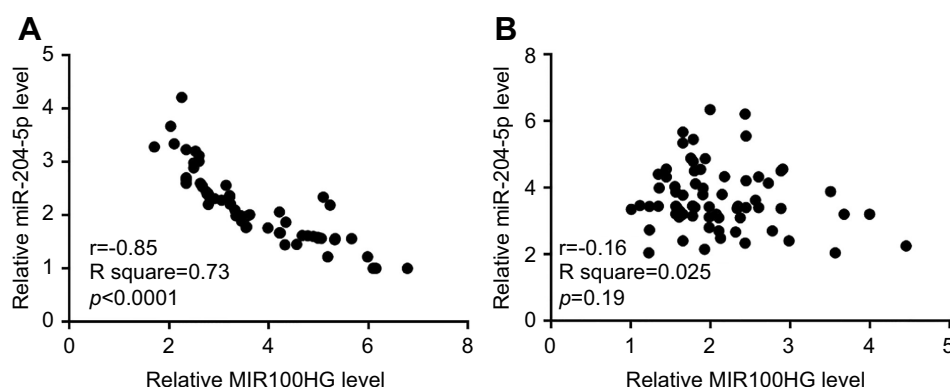 A
Relative miR-204-5p level
5
4
3
2
1
0
r=-0.85
R square=0.73
p<0.0001
0 2 4 6 8
Relative MIR100HG level
B
Relative miR-204-5p level
8
6
4
2
0
r=-0.16
R square=0.025
p=0.19
0 1 2 3 4 5
Relative MIR100HG level